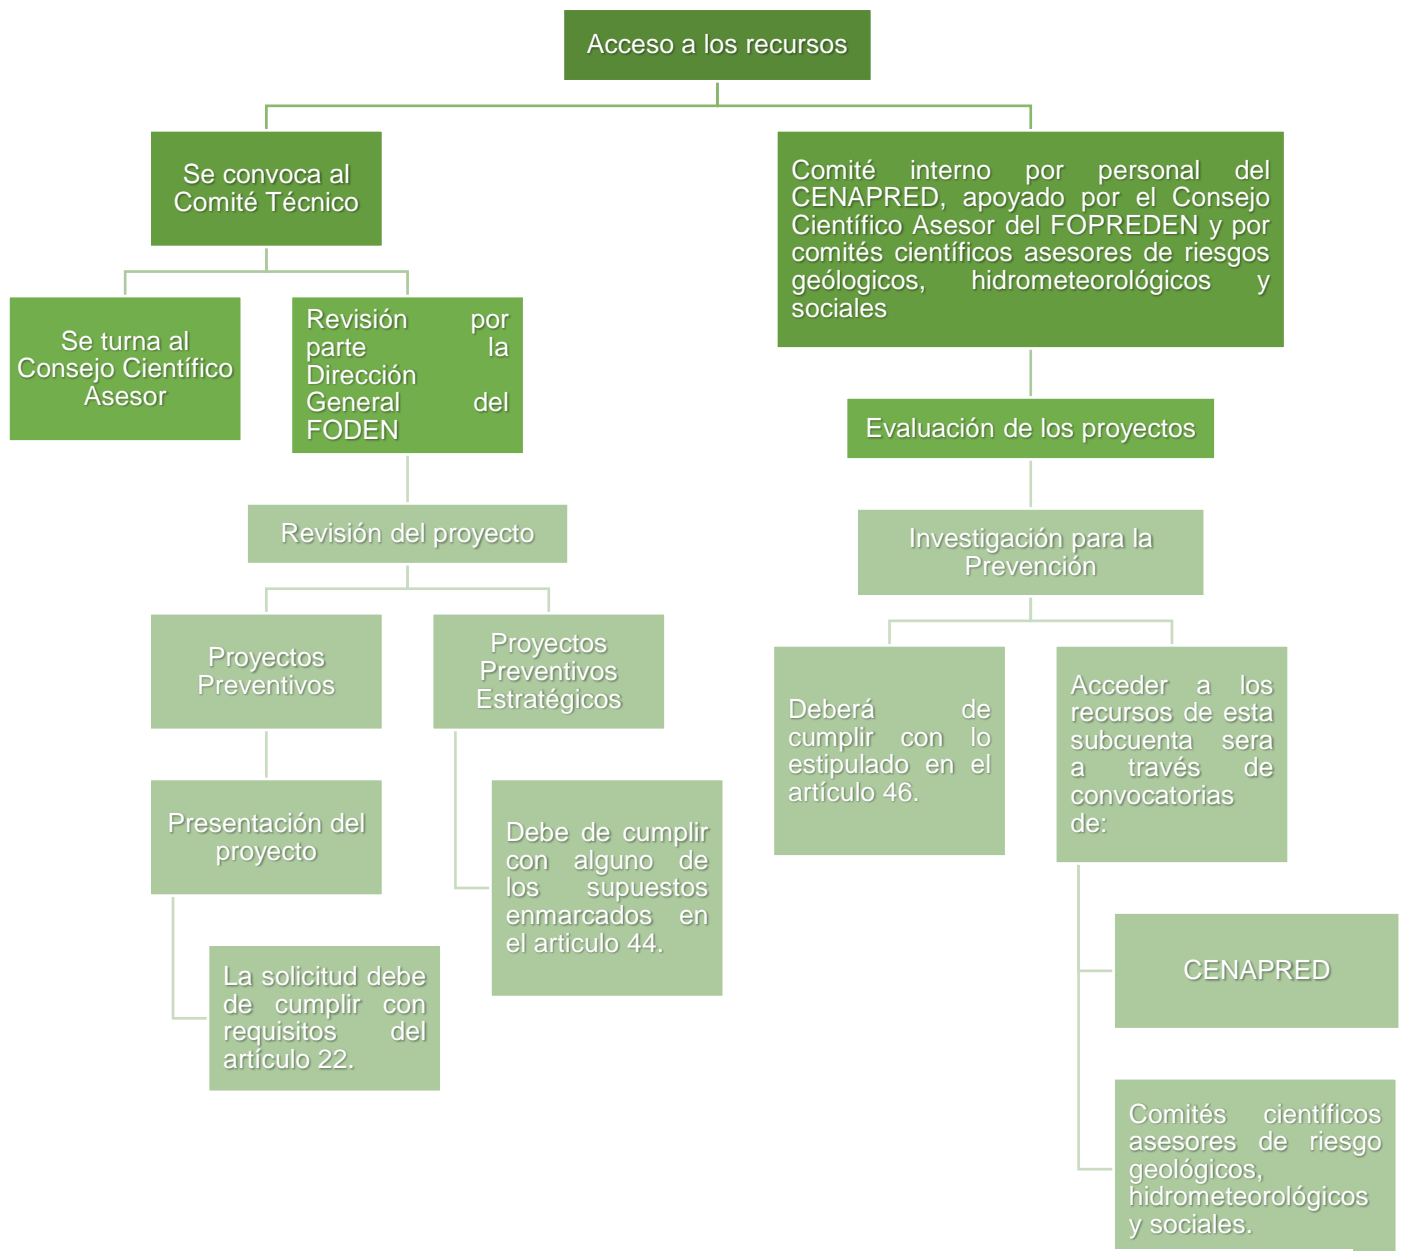 Acceso a los recursos
Se convoca al
Comité Técnico
Comité interno por personal del
CENAPRED, apoyado por el Consejo
Científico Asesor del FOPREDEN y por
comités científicos asesores de riesgos
geólogicos, hidrometeorológicos y
sociales
Se turna al
Consejo Científico
Asesor
Revisión por
parte la
Dirección
General del
FODEN
Evaluación de los proyectos
Revisión del proyecto
Investigación para la
Prevención
Proyectos
Preventivos
Proyectos
Preventivos
Estratégicos
Deberá de
cumplir con lo
estipulado en el
artículo 46.
Acceder a los
recursos de esta
subcuenta sera
a través de
convocatorias
de:
Presentación del
proyecto
Debe de cumplir
con alguno de
los supuestos
enmarcados en
el articulo 44.
La solicitud debe
de cumplir con
requisitos del
artículo 22.
CENAPRED
Comités científicos
asesores de riesgo
geológicos,
hidrometeorológicos
y sociales.